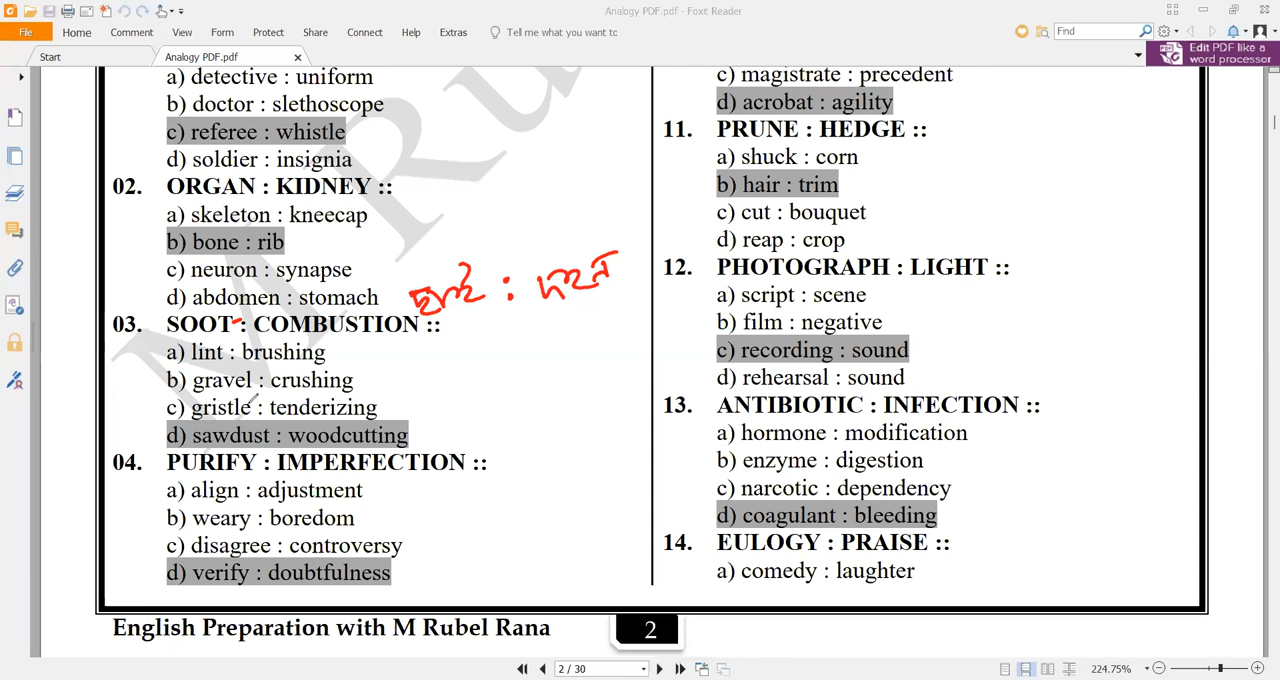 Analogy PDF.pdf - Foxt Reader
File Home Comment View Form Protect Share Connect Help Extras Tell me what you want to Find
Start Analogy PDF.pdf Edit PDF like a
word processor
a) detective : uniform
b) doctor : slethoscope
c) referee : whistle
d) soldier : insignia
02. ORGAN : KIDNEY ::
a) skeleton : kneecap
b) bone : rib
c) neuron : synapse
d) abdomen : stomach
ছাই : দহন
03. SOOT : COMBUSTION ::
a) lint : brushing
b) gravel : crushing
c) gristle : tenderizing
d) sawdust : woodcutting
04. PURIFY : IMPERFECTION ::
a) align : adjustment
b) weary : boredom
c) disagree : controversy
d) verify : doubtfulness
c) magistrate : precedent
d) acrobat : agility
11. PRUNE : HEDGE ::
a) shuck : corn
b) hair : trim
c) cut : bouquet
d) reap : crop
12. PHOTOGRAPH : LIGHT ::
a) script : scene
b) film : negative
c) recording : sound
d) rehearsal : sound
13. ANTIBIOTIC : INFECTION ::
a) hormone : modification
b) enzyme : digestion
c) narcotic : dependency
d) coagulant : bleeding
14. EULOGY : PRAISE ::
a) comedy : laughter
M Ru
English Preparation with M Rubel Rana 2
2 / 30 224.75%